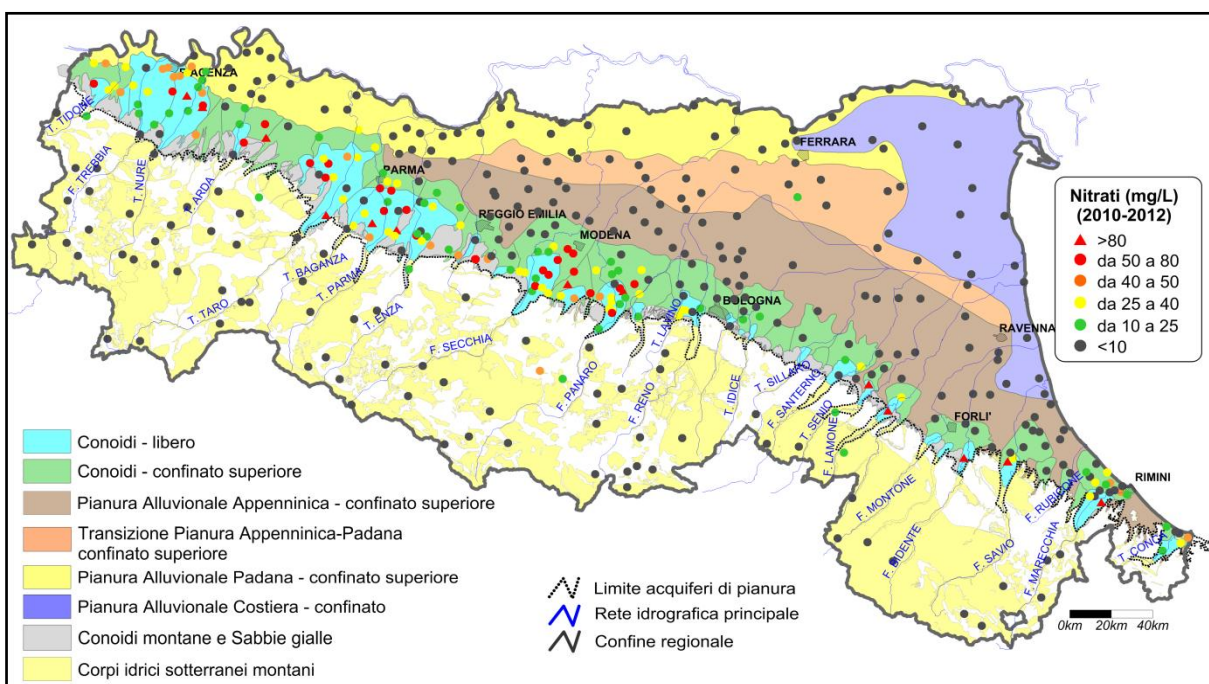 PIACENZA
T. TIDONE
F. TREBBIA
T. NURE
T. ARDA
PARMA
FERRARA
REGGIO EMILIA
MODENA
T. BAGANZA
T. PARMA
T. TARO
T. ENZA
F. SECCHIA
BOLOGNA
T. LAVINO
F. PANARO
F. RENO
T. IDICE
T. SILLARO
F. SANTERNO
T. SENIO
F. LAMONE
RAVENNA
FORLI'
F. MONTONE
F. BIDENTE
F. SAVIO
F. RUBICONE
F. MARECCHIA
RIMINI
T. CONCA
Nitrati (mg/L)
(2010-2012)
>80
da 50 a 80
da 40 a 50
da 25 a 40
da 10 a 25
<10
Conoidi - libero
Conoidi - confinato superiore
Pianura Alluvionale Appenninica - confinato superiore
Transizione Pianura Appenninica-Padana
confinato superiore
Pianura Alluvionale Padana - confinato superiore
Pianura Alluvionale Costiera - confinato
Conoidi montane e Sabbie gialle
Corpi idrici sotterranei montani
Limite acquiferi di pianura
Rete idrografica principale
Confine regionale
0km 20km 40km